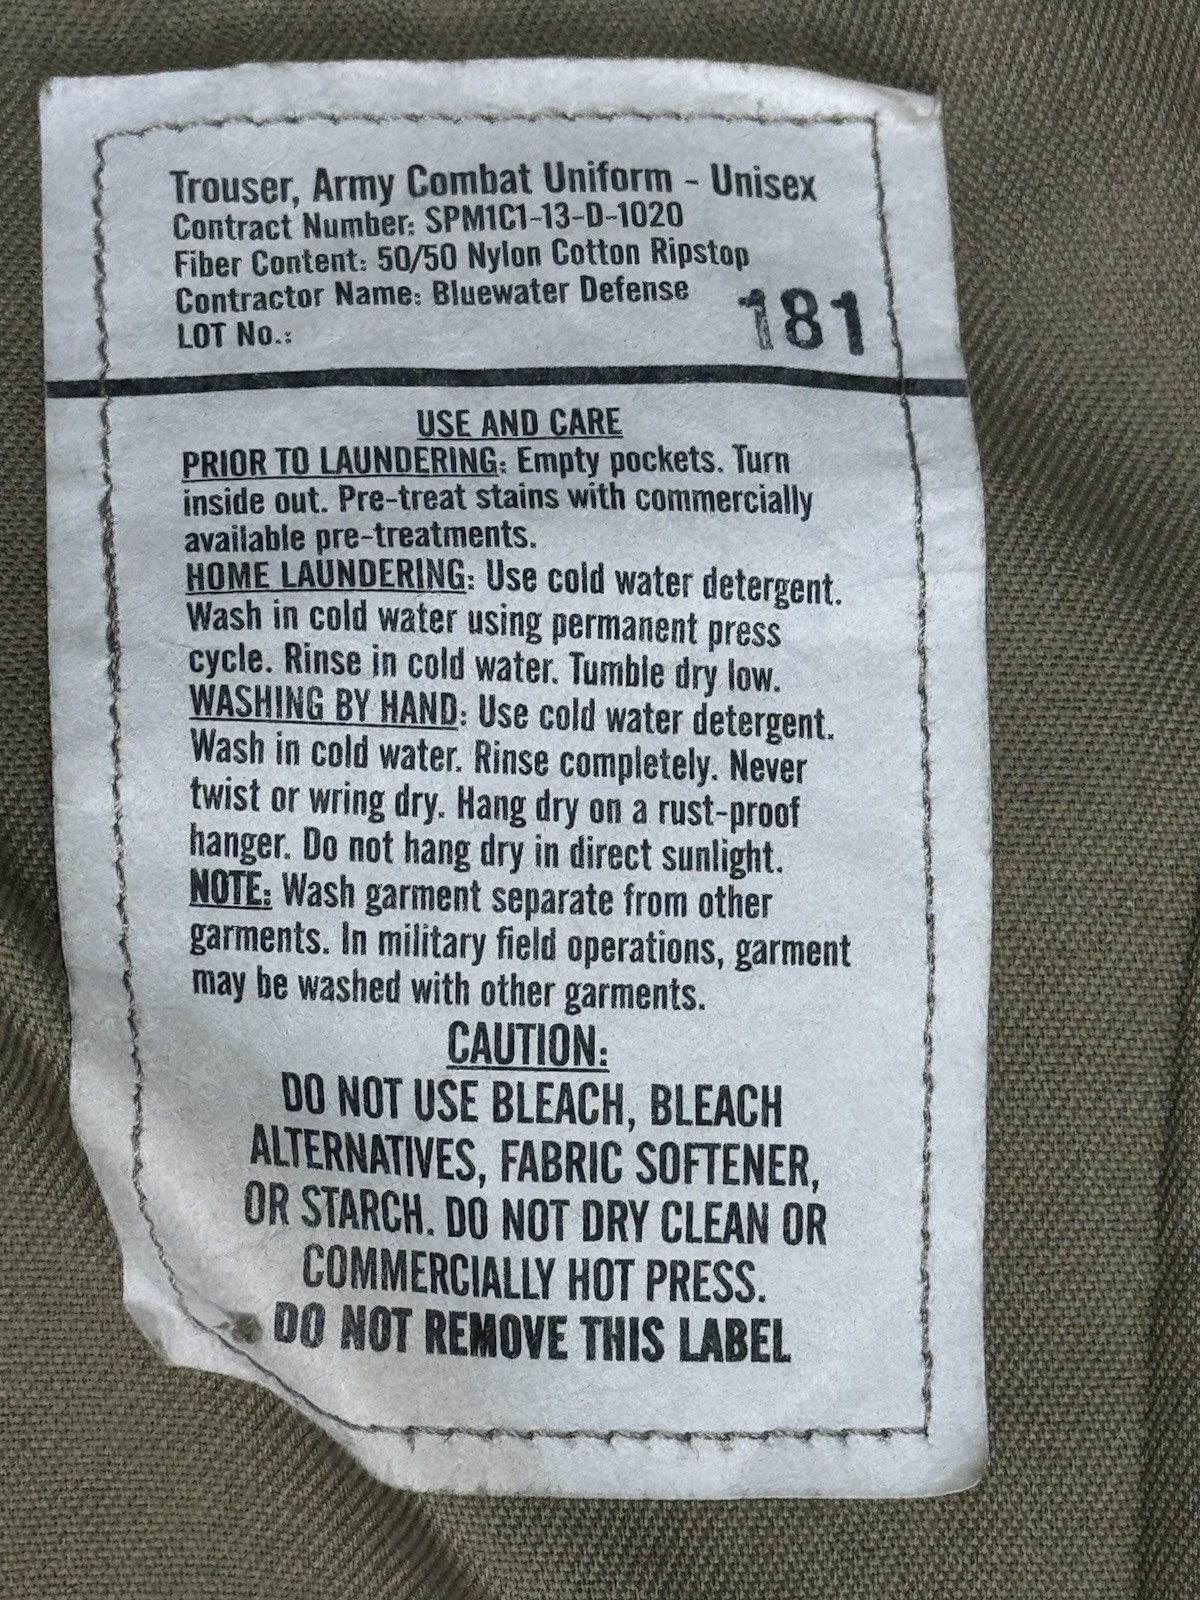 Trouser, Army Combat Uniform - Unisex
Contract Number: SPM1C1-13-D-1020
Fiber Content: 50/50 Nylon Cotton Ripstop
Contractor Name: Bluewater Defense
LOT No.: 181
USE AND CARE
PRIOR TO LAUNDERING: Empty pockets. Turn
inside out. Pre-treat stains with commercially
available pre-treatments.
HOME LAUNDERING: Use cold water detergent.
Wash in cold water using permanent press
cycle. Rinse in cold water. Tumble dry low.
WASHING BY HAND: Use cold water detergent.
Wash in cold water. Rinse completely. Never
twist or wring dry. Hang dry on a rust-proof
hanger. Do not hang dry in direct sunlight.
NOTE: Wash garment separate from other
garments. In military field operations, garment
may be washed with other garments.
CAUTION:
DO NOT USE BLEACH, BLEACH
ALTERNATIVES, FABRIC SOFTENER,
OR STARCH. DO NOT DRY CLEAN OR
COMMERCIALLY HOT PRESS.
DO NOT REMOVE THIS LABEL